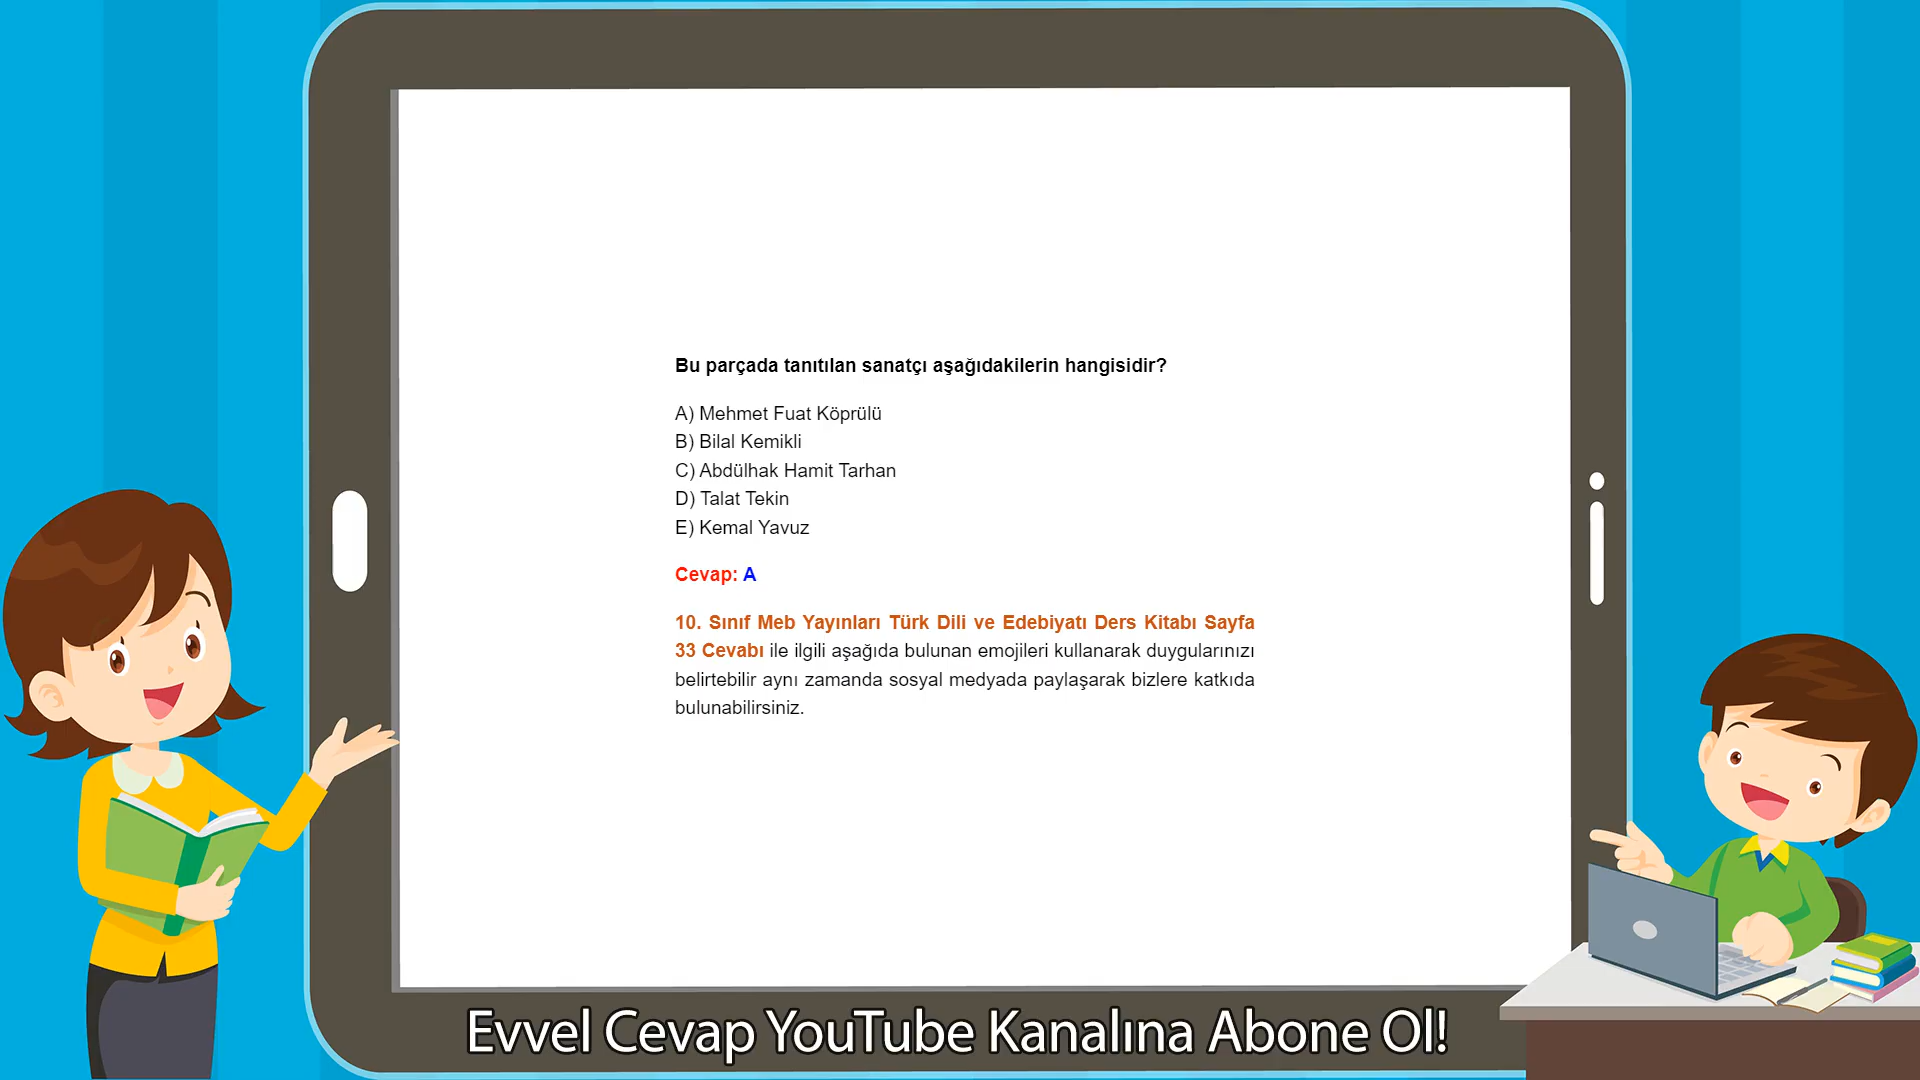 Bu parçada tanıtılan sanatçı aşağıdakilerin hangisidir?
A) Mehmet Fuat Köprülü
B) Bilal Kemikli
C) Abdülhak Hamit Tarhan
D) Talat Tekin
E) Kemal Yavuz
Cevap: A
10. Sınıf Meb Yayınları Türk Dili ve Edebiyatı Ders Kitabı Sayfa
33 Cevabı ile ilgili aşağıda bulunan emojileri kullanarak duygularınızı
belirtebilir aynı zamanda sosyal medyada paylaşarak bizlere katkıda
bulunabilirsiniz.
Evvel Cevap YouTube Kanalına Abone Ol!